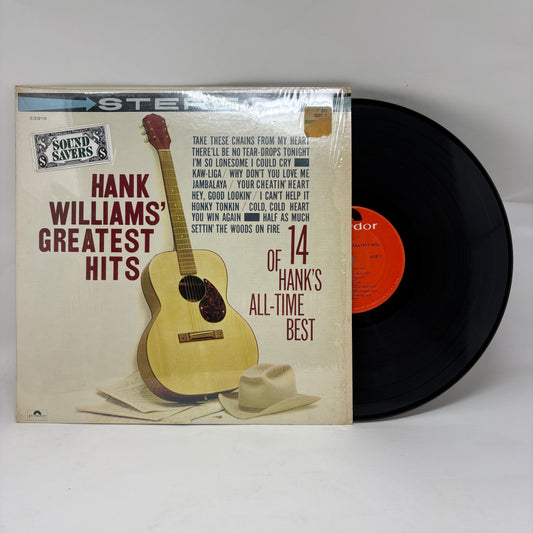 STEREO
SOUND
SAVERS
$ $
HANK
WILLIAMS'
GREATEST
HITS
TAKE THESE CHAINS FROM MY HEART
THERE'LL BE NO TEAR-DROPS TONIGHT
I'M SO LONESOME I COULD CRY
KAW-LIGA / WHY DON'T YOU LOVE ME
JAMBALAYA / YOUR CHEATIN' HEART
HEY, GOOD LOOKIN' / I CAN'T HELP IT
HONKY TONKIN / COLD, COLD HEART
YOU WIN AGAIN HALF AS MUCH
SETTIN' THE WOODS ON FIRE
14
OF
HANK'S
ALL-TIME
BEST
dor
GREATEST HITS